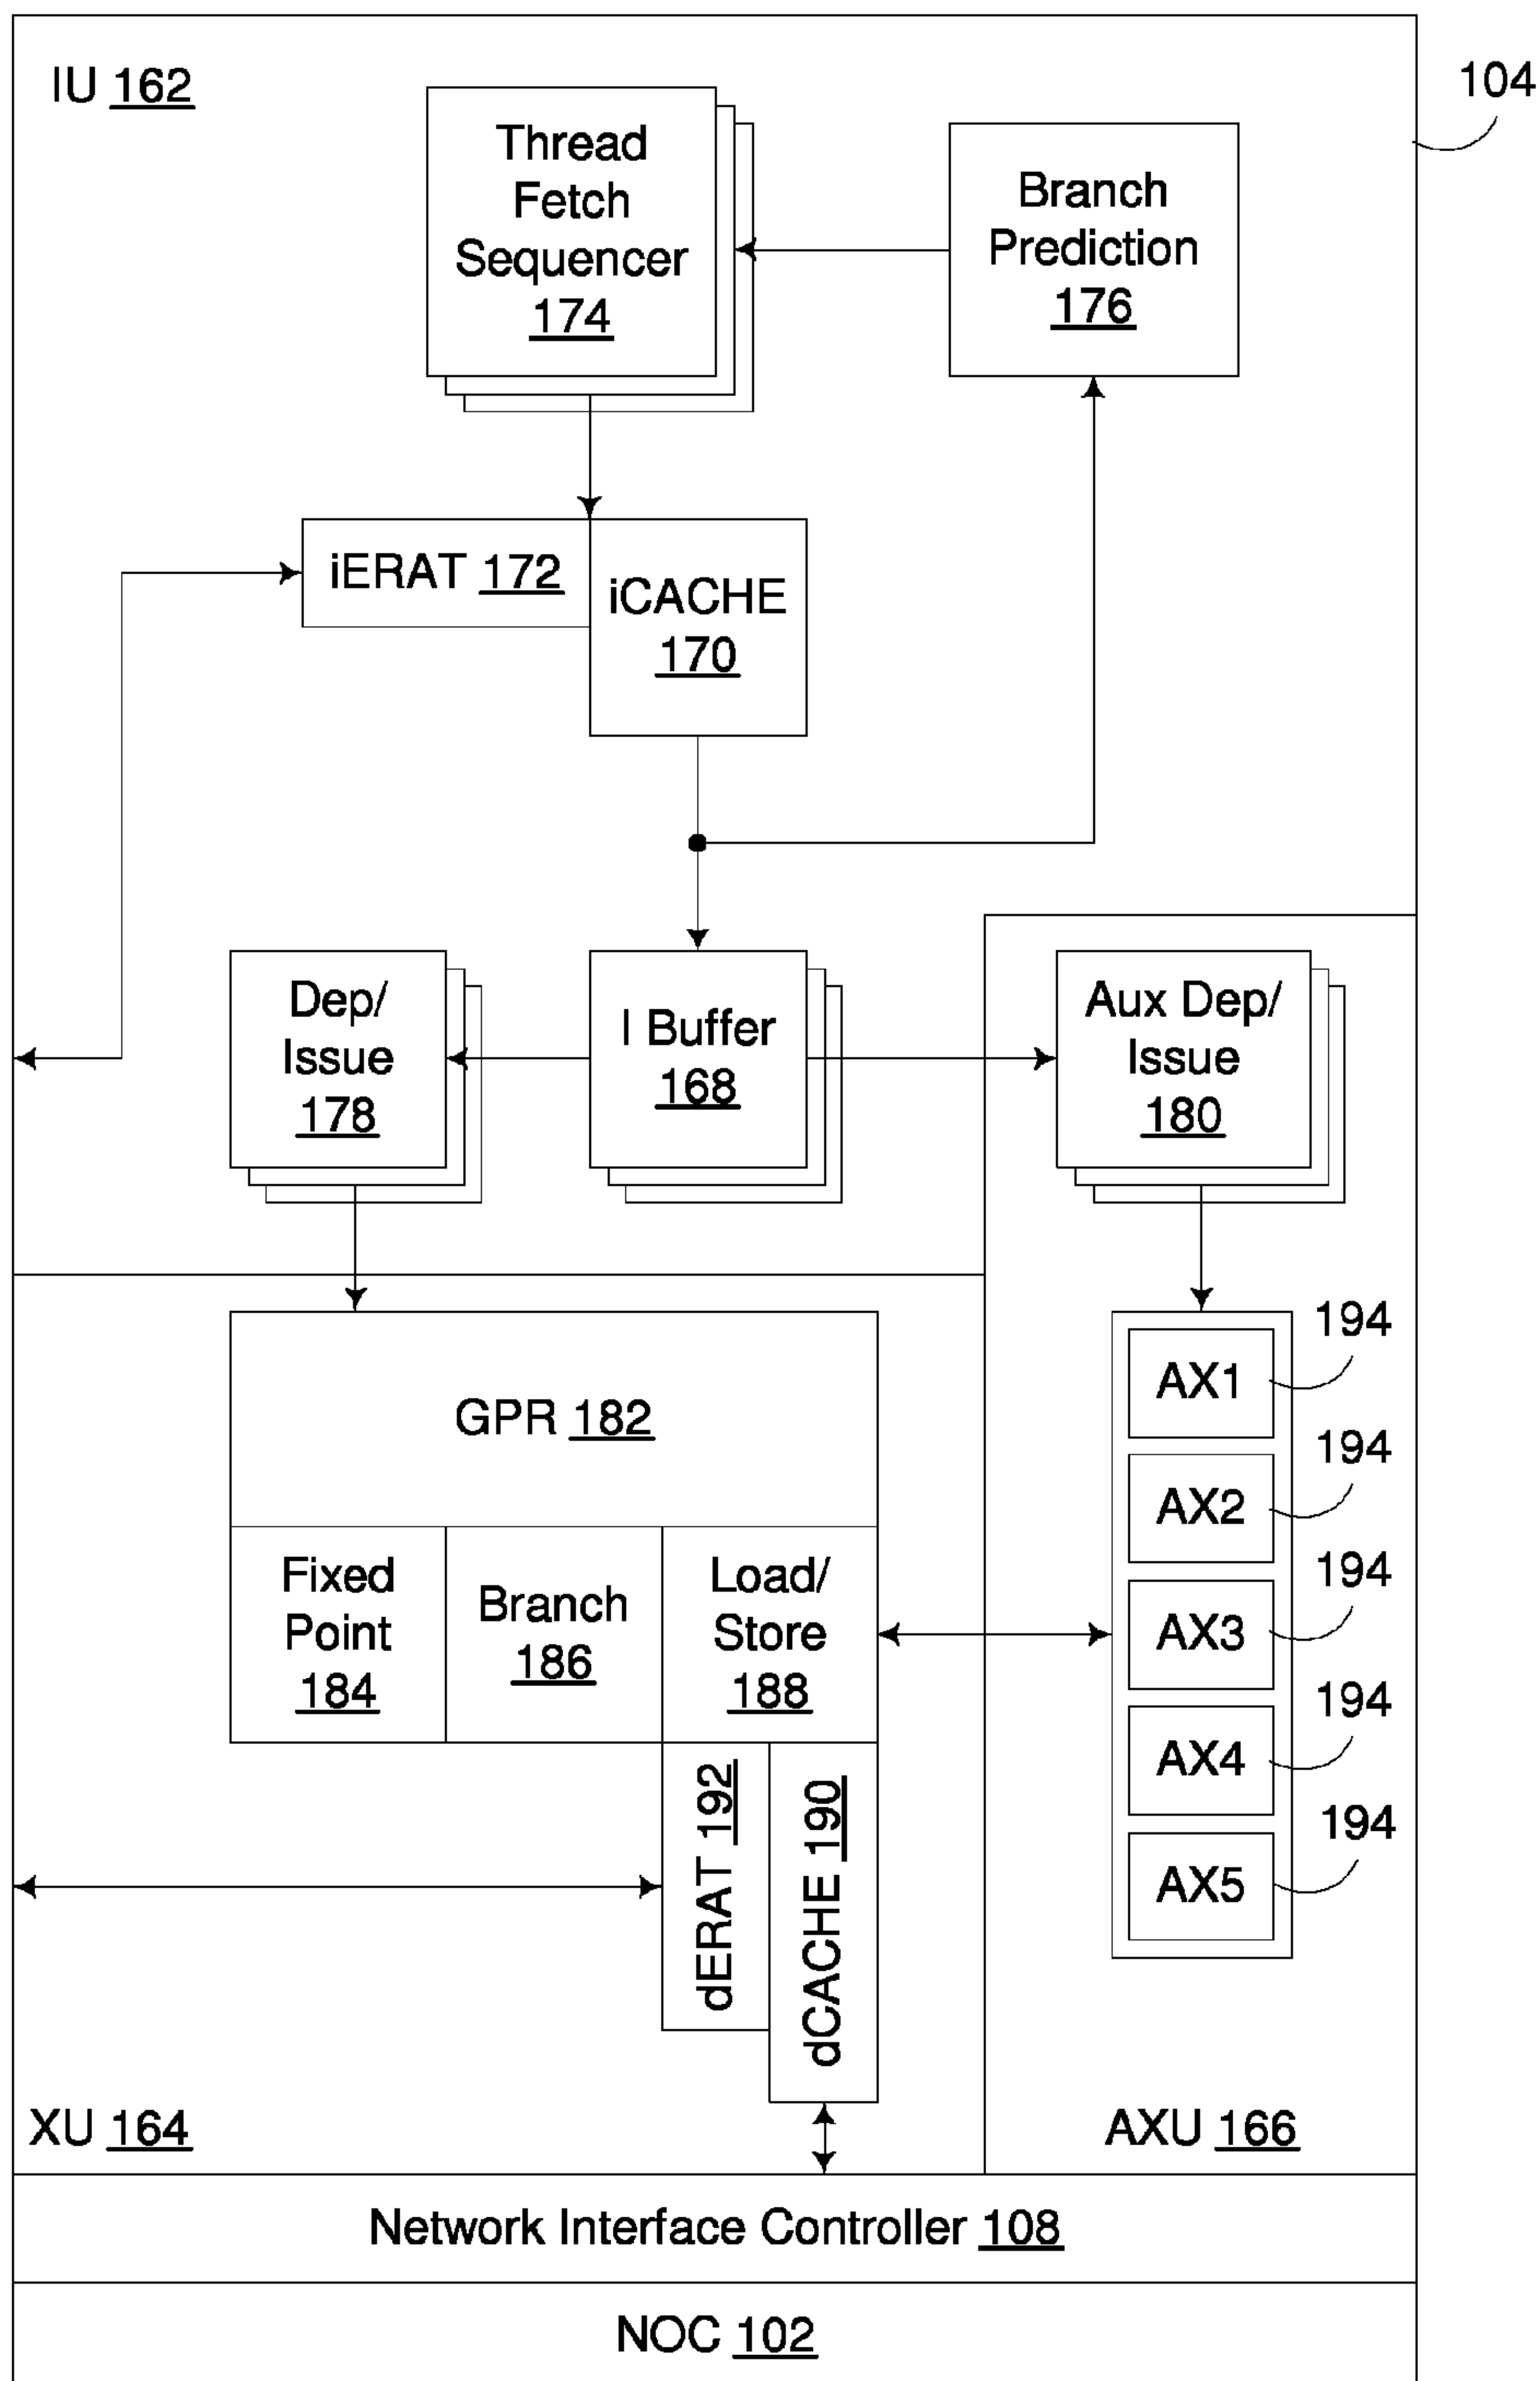 IU 162
104
Thread
Fetch
Sequencer
174
Branch
Prediction
176
iERAT 172
iCACHE
170
Dep/
Issue
178
I Buffer
168
Aux Dep/
Issue
180
GPR 182
Fixed
Point
184
Branch
186
Load/
Store
188
dERAT 192
dCACHE 190
AX1
194
AX2
194
AX3
194
AX4
194
AX5
194
XU 164
AXU 166
Network Interface Controller 108
NOC 102